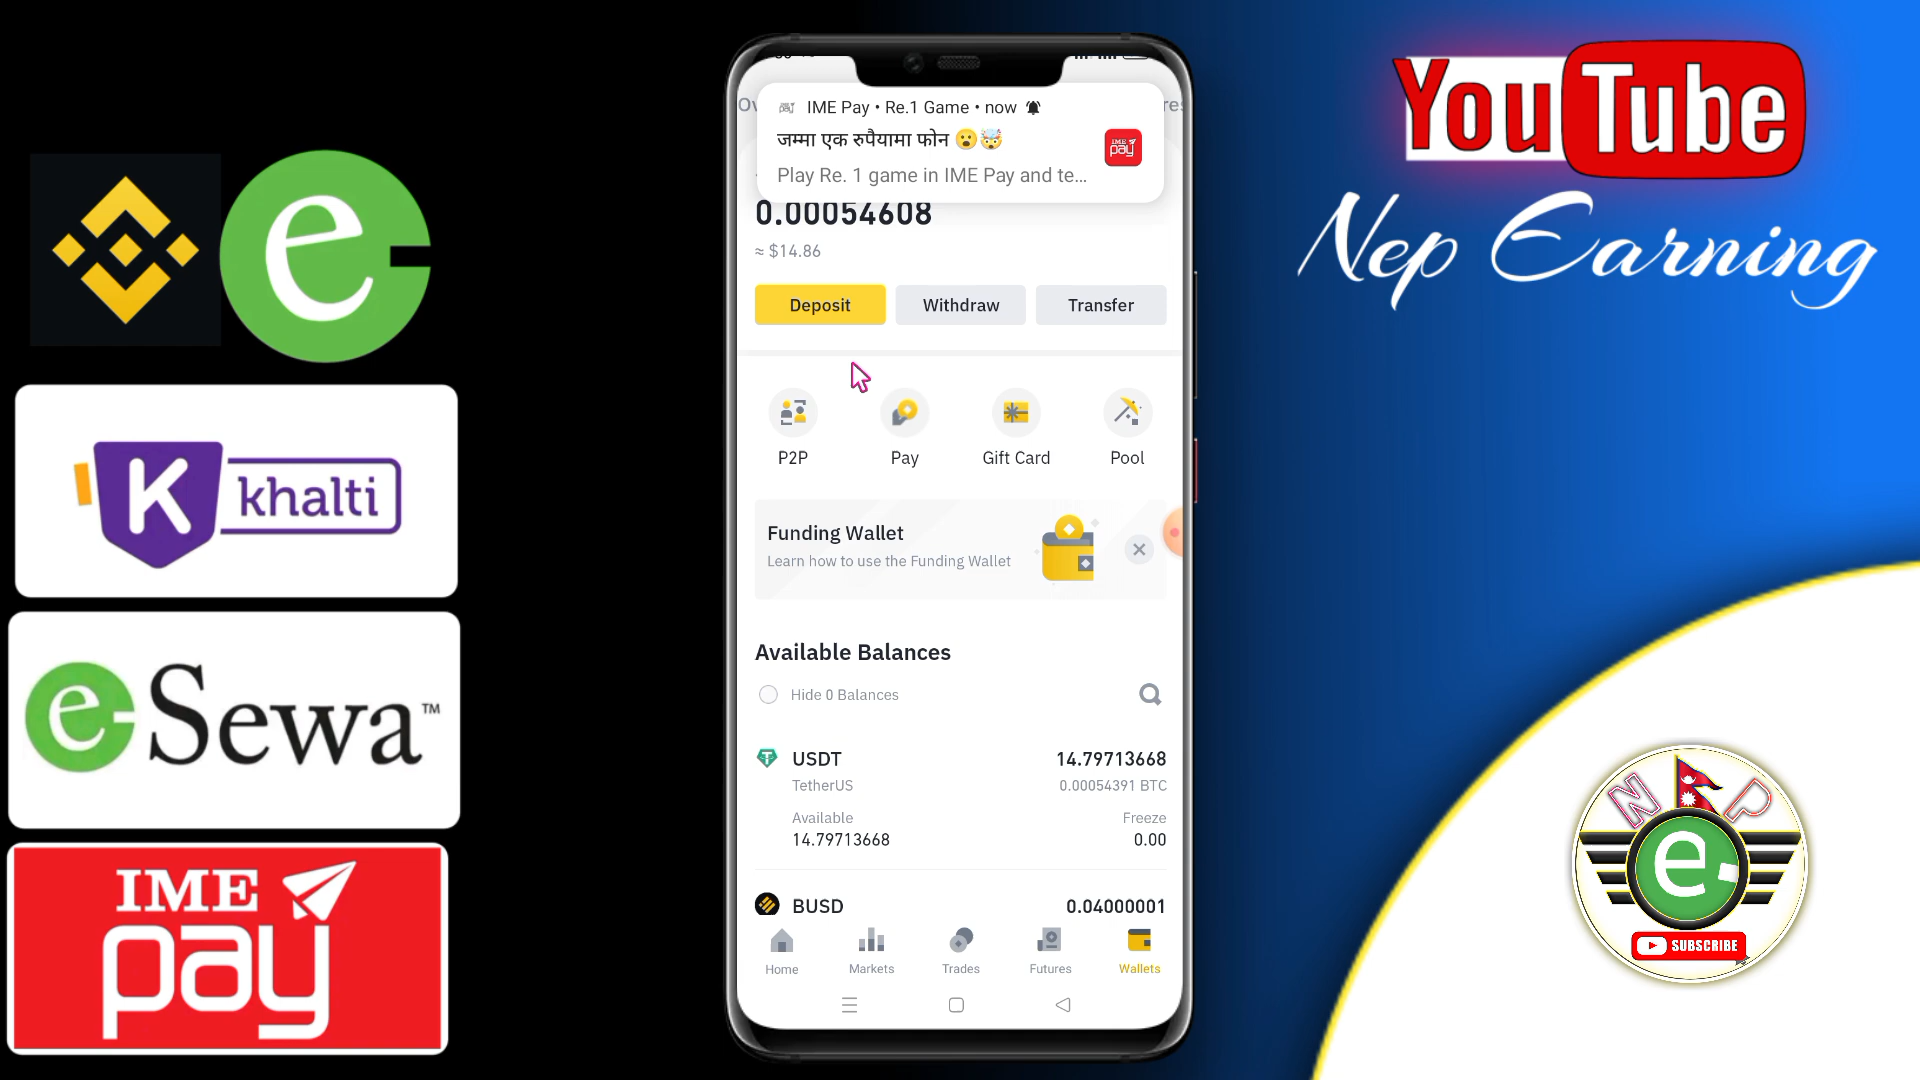 e
K khalti
e Sewa™
IME
pay
IME Pay • Re.1 Game • now
जम्मा एक रुपैयामा फोन 😮🤯
Play Re. 1 game in IME Pay and te...
IME
pay
0.00054608
≈ $14.86
Deposit
Withdraw
Transfer
P2P
Pay
Gift Card
Pool
Funding Wallet
Learn how to use the Funding Wallet
Available Balances
Hide 0 Balances
USDT 14.79713668
TetherUS 0.00054391 BTC
Available Freeze
14.79713668 0.00
BUSD 0.04000001
Home
Markets
Trades
Futures
Wallets
YouTube
Nep Earning
N P
e
SUBSCRIBE